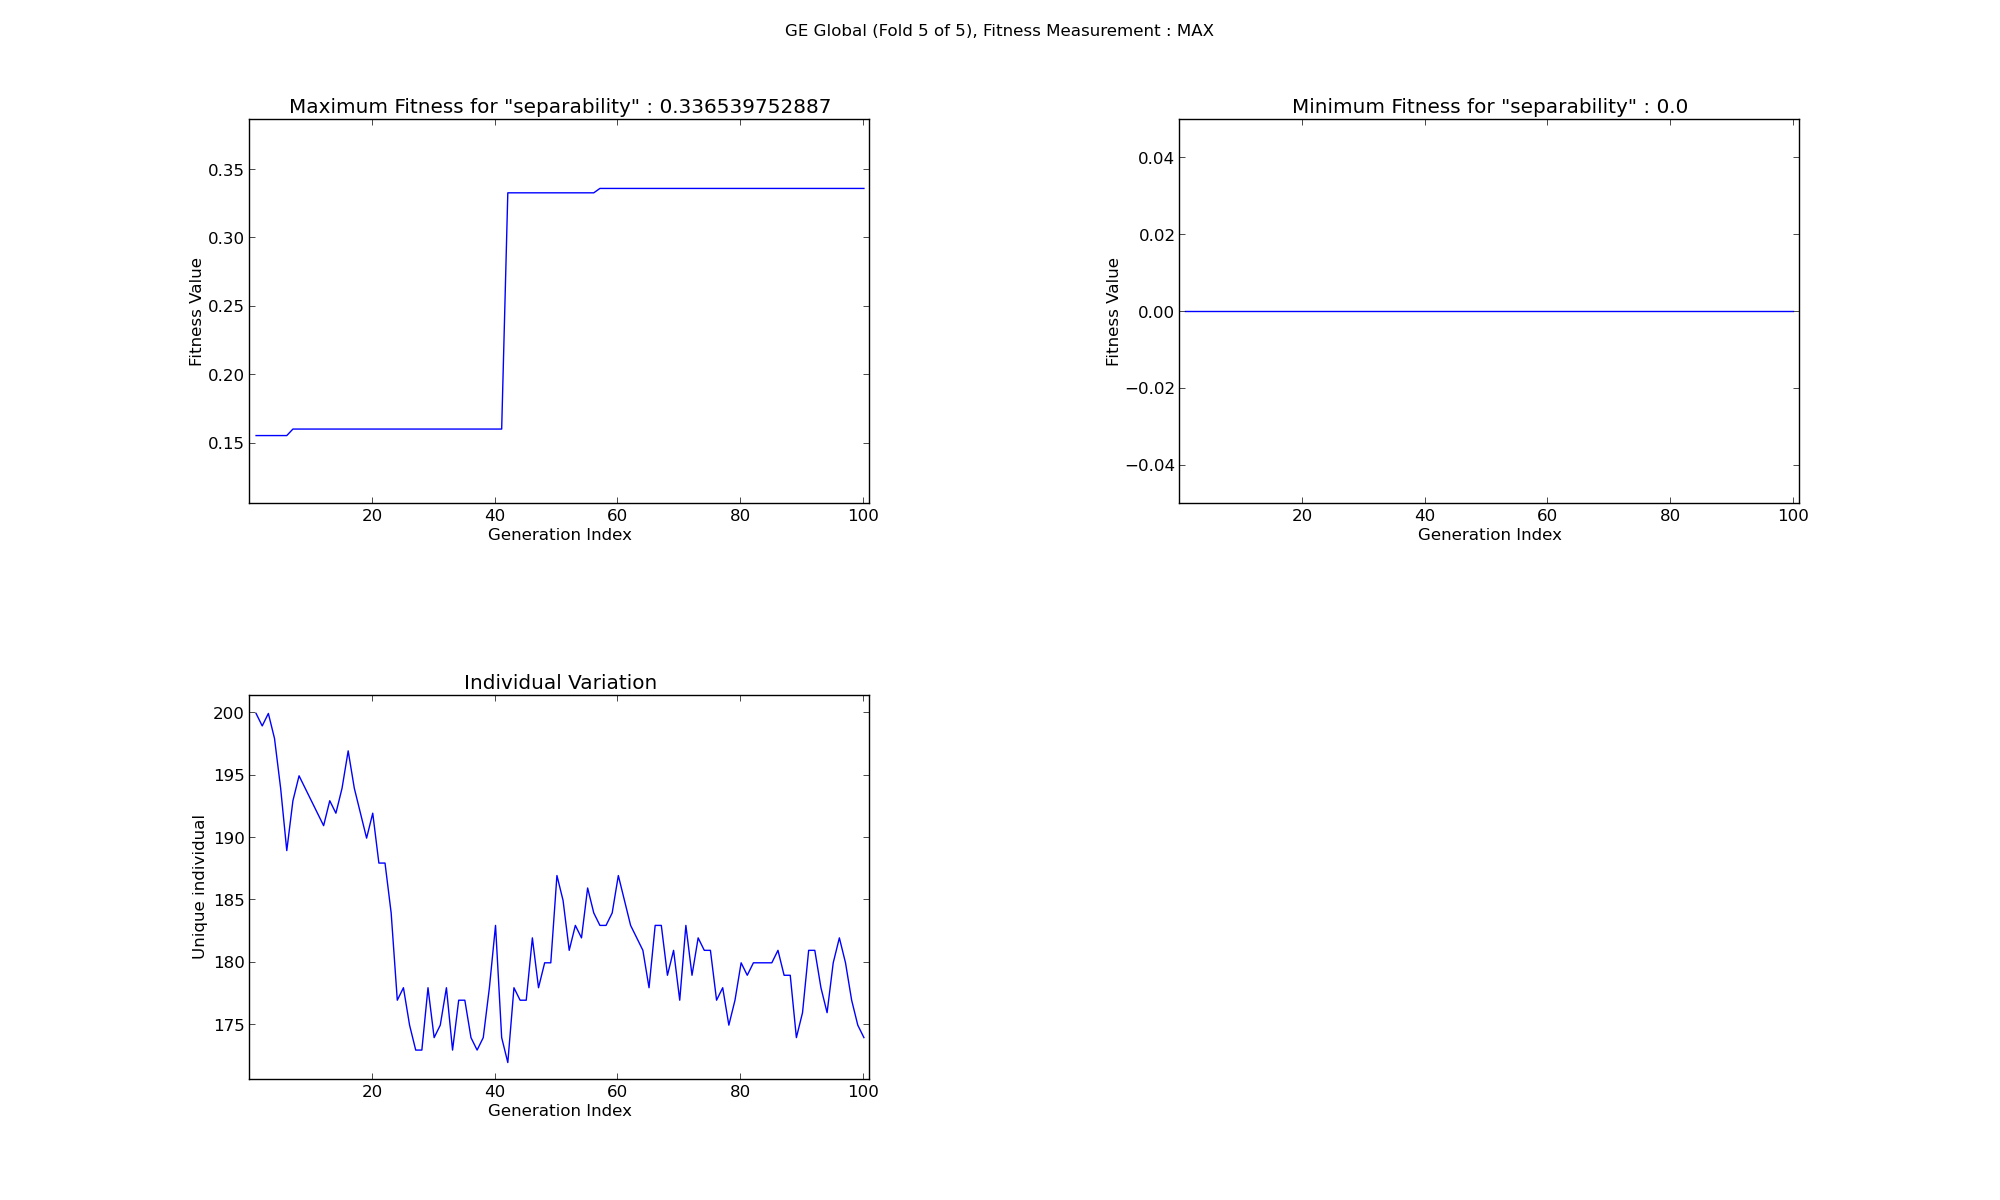 GE Global (Fold 5 of 5), Fitness Measurement : MAX
Maximum Fitness for "separability" : 0.336539752887
0.35
0.30
0.25
0.20
0.15
Fitness Value
20 40 60 80 100
Generation Index
Minimum Fitness for "separability" : 0.0
0.04
0.02
0.00
−0.02
−0.04
Fitness Value
20 40 60 80 100
Generation Index
Individual Variation
200
195
190
185
180
175
Unique individual
20 40 60 80 100
Generation Index